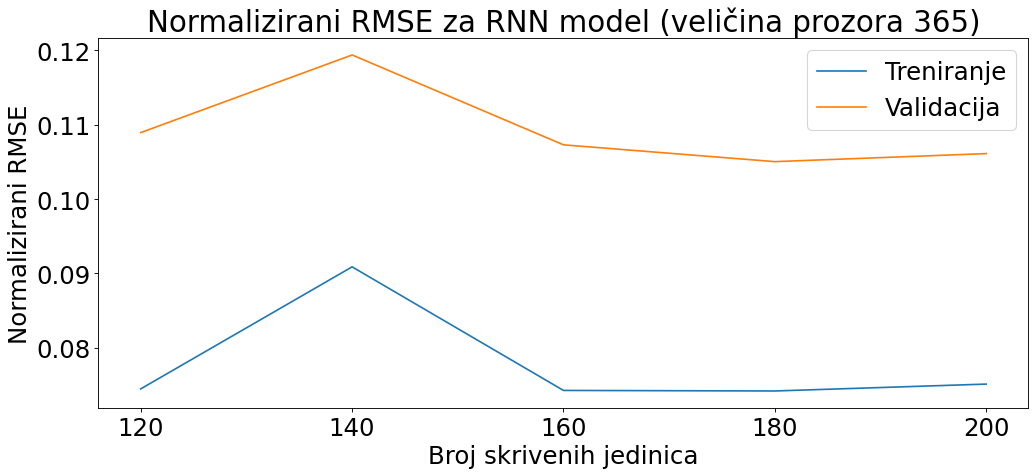 Normalizirani RMSE za RNN model (veličina prozora 365)
Normalizirani RMSE
0.12
0.11
0.10
0.09
0.08
Treniranje
Validacija
120 140 160 180 200
Broj skrivenih jedinica